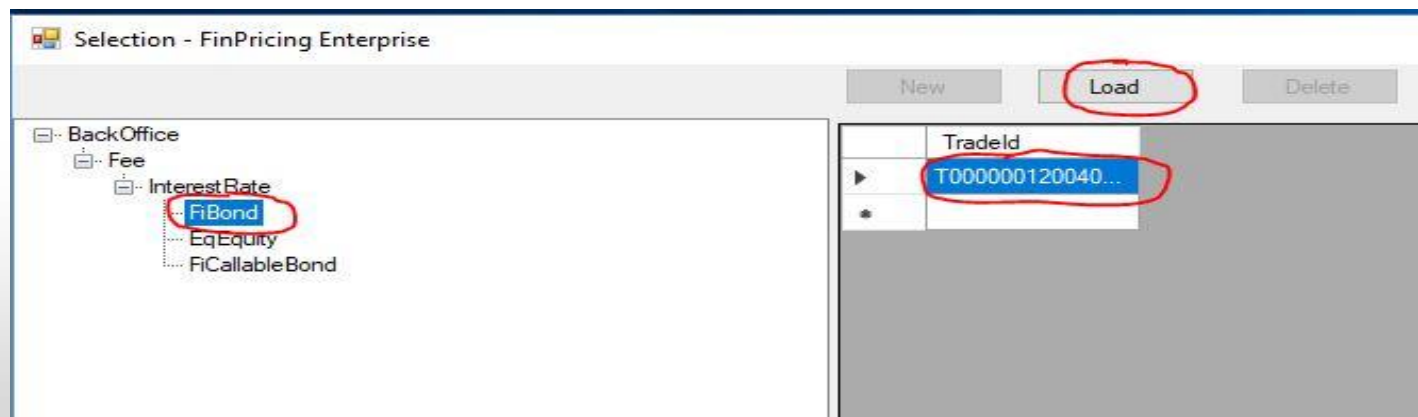 Selection - FinPricing Enterprise
New Load Delete
BackOffice
Fee
InterestRate
FiBond
EqEquity
FiCallableBond
TradeId
T000000120040...